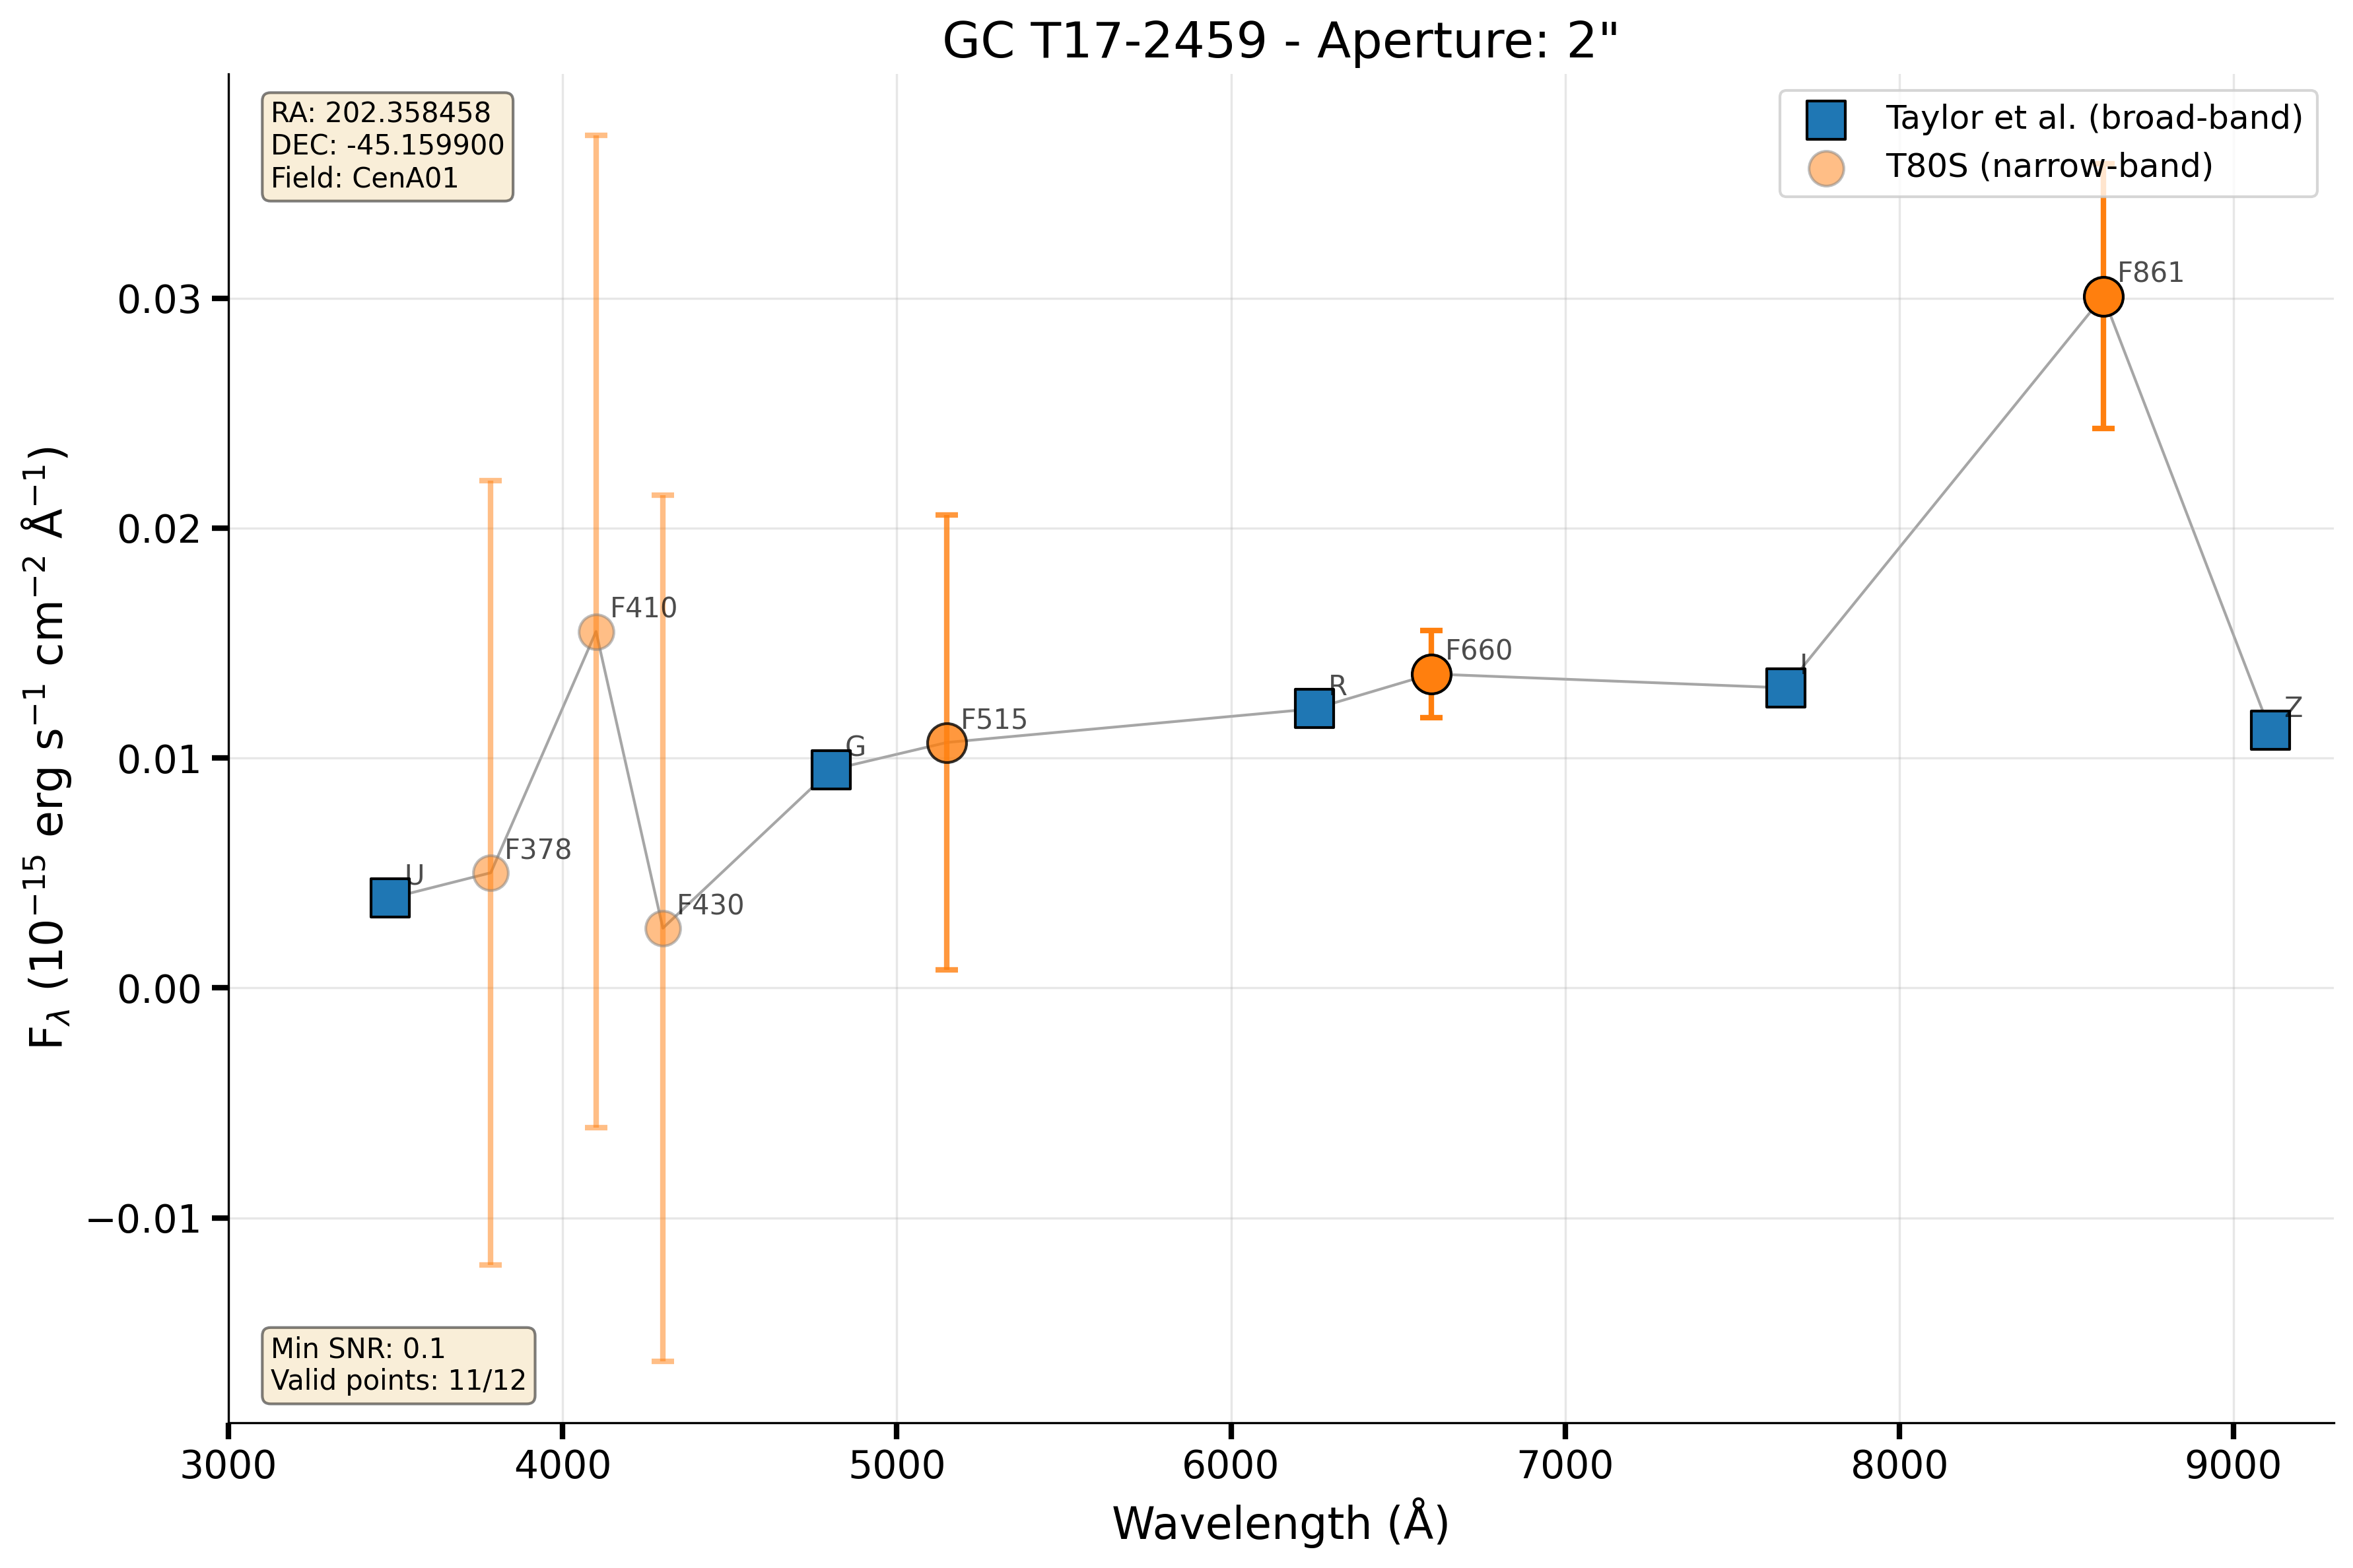 GC T17-2459 - Aperture: 2"
RA: 202.358458
DEC: -45.159900
Field: CenA01
Taylor et al. (broad-band)
T80S (narrow-band)
F861
0.03
0.02
F410
F660
F515
R
I
Z
G
0.01
F378
U
F430
0.00
−0.01
F_λ (10⁻¹⁵ erg s⁻¹ cm⁻² Å⁻¹)
Min SNR: 0.1
Valid points: 11/12
3000 4000 5000 6000 7000 8000 9000
Wavelength (Å)